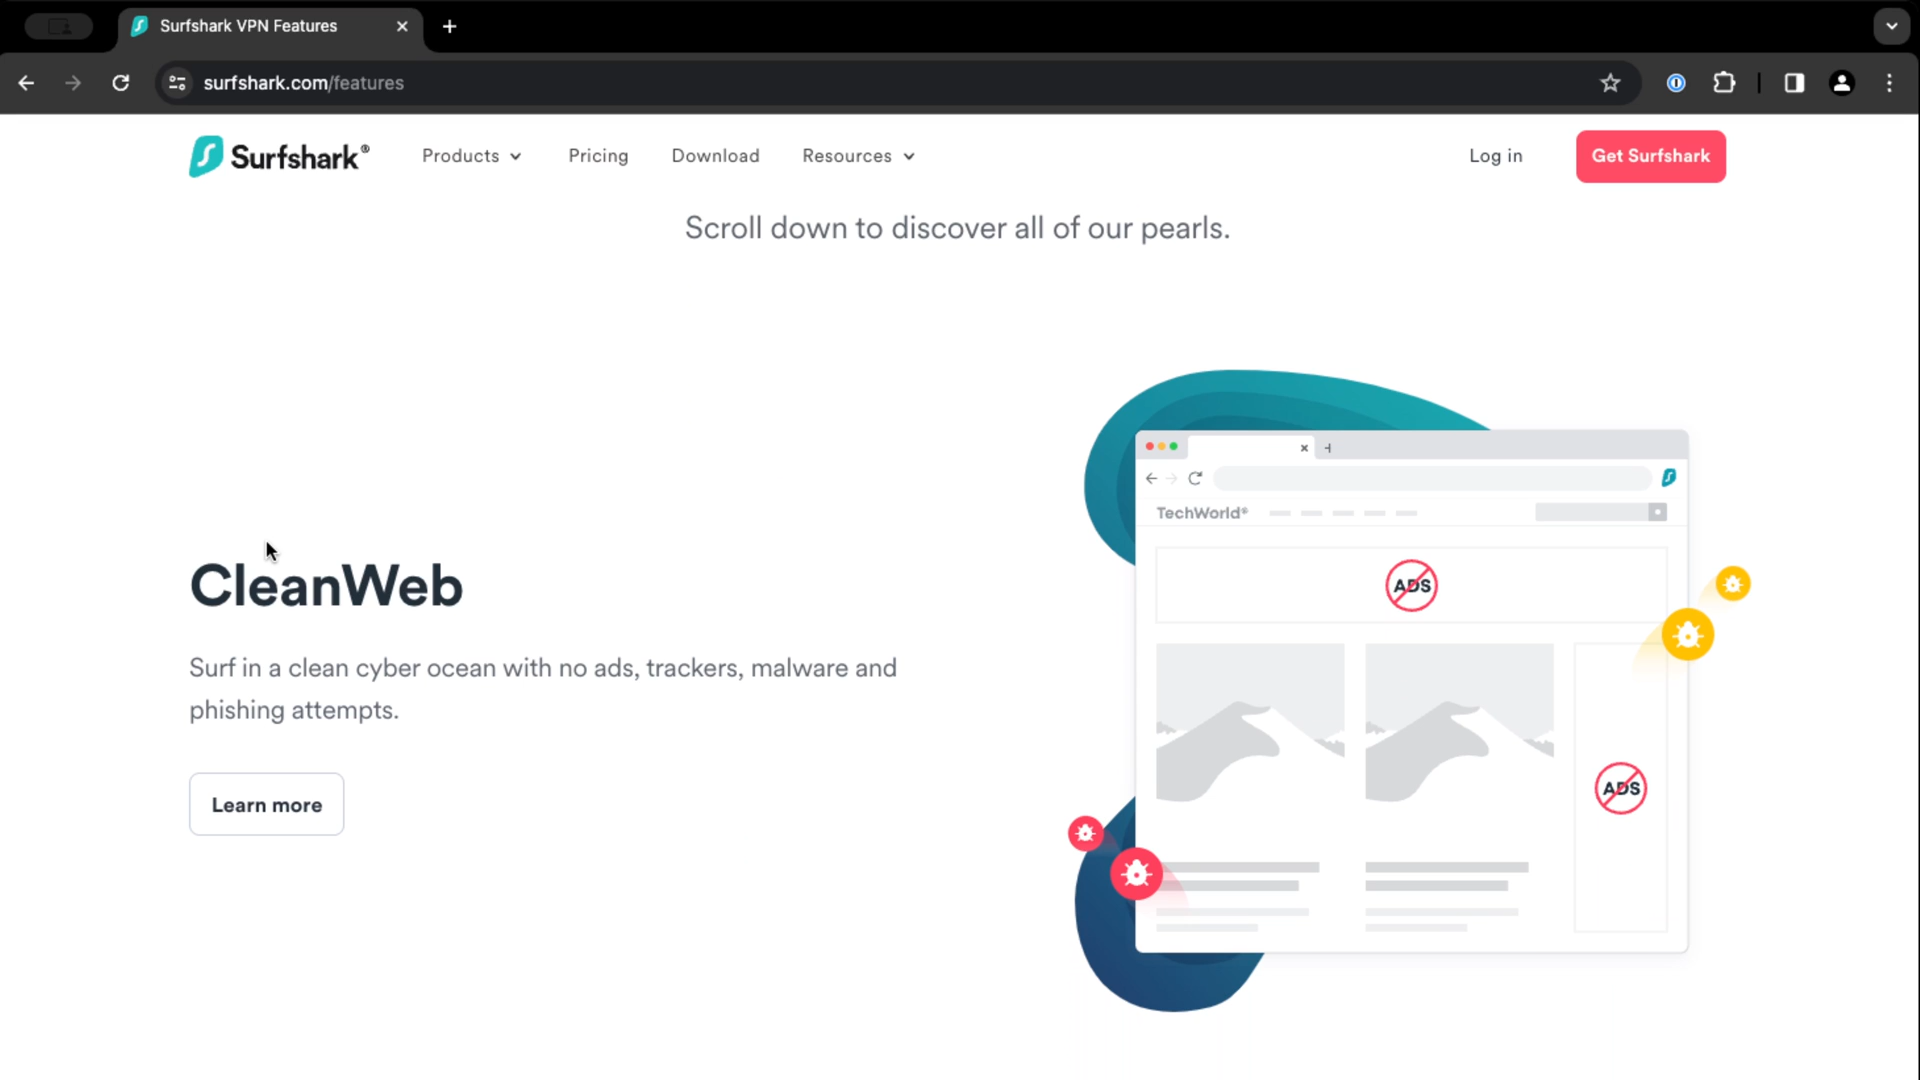 Surfshark VPN Features
surfshark.com/features
Surfshark®
Products
Pricing
Download
Resources
Log in
Get Surfshark
Scroll down to discover all of our pearls.
TechWorld®
ADS
CleanWeb
Surf in a clean cyber ocean with no ads, trackers, malware and
phishing attempts.
Learn more
ADS